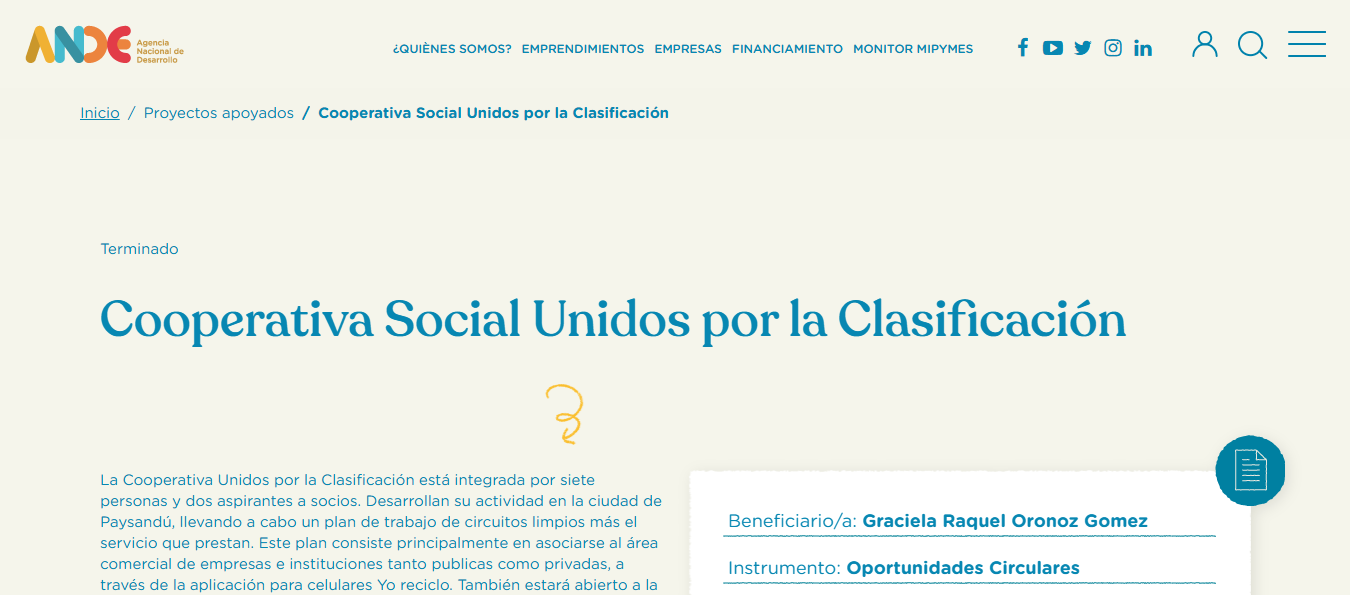 ANDE Agencia
Nacional de
Desarrollo
¿QUIÈNES SOMOS? EMPRENDIMIENTOS EMPRESAS FINANCIAMIENTO MONITOR MIPYMES
Inicio / Proyectos apoyados / Cooperativa Social Unidos por la Clasificación
Terminado
Cooperativa Social Unidos por la Clasificación
La Cooperativa Unidos por la Clasificación está integrada por siete
personas y dos aspirantes a socios. Desarrollan su actividad en la ciudad de
Paysandú, llevando a cabo un plan de trabajo de circuitos limpios más el
servicio que prestan. Este plan consiste principalmente en asociarse al área
comercial de empresas e instituciones tanto publicas como privadas, a
través de la aplicación para celulares Yo reciclo. También estará abierto a la
Beneficiario/a: Graciela Raquel Oronoz Gomez
Instrumento: Oportunidades Circulares